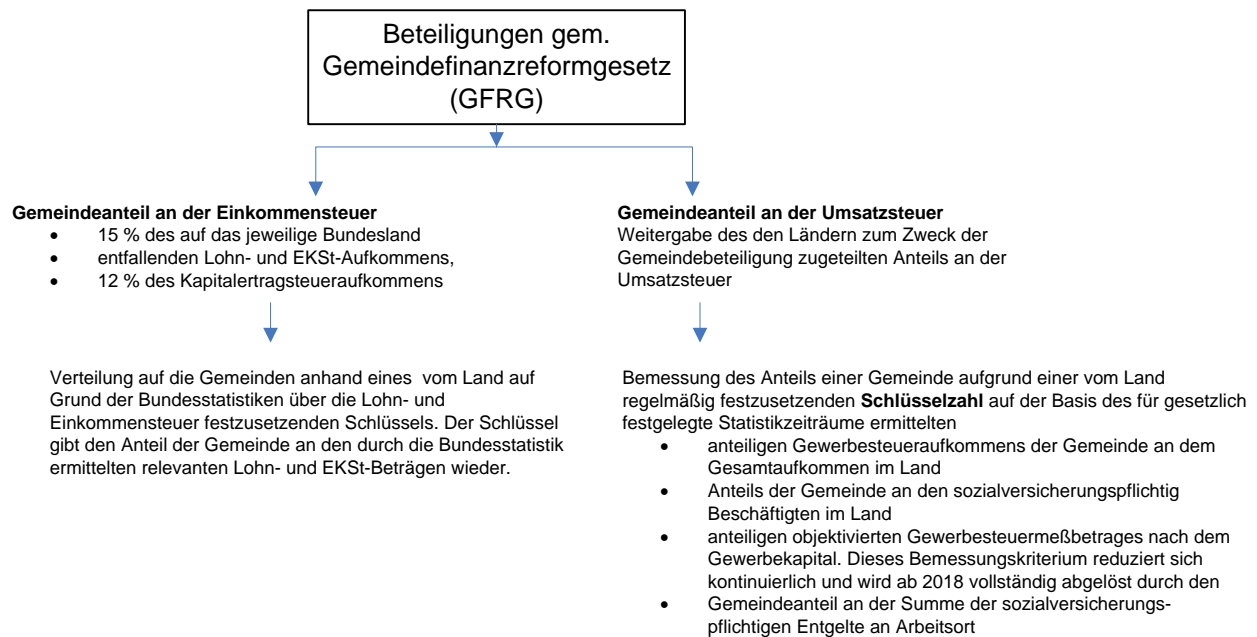 Beteiligungen gem.
Gemeindefinanzreformgesetz
(GFRG)
Gemeindeanteil an der Einkommensteuer
• 15 % des auf das jeweilige Bundesland
• entfallenden Lohn- und EKSt-Aufkommens,
• 12 % des Kapitalertragsteueraufkommens
Verteilung auf die Gemeinden anhand eines vom Land auf
Grund der Bundesstatistiken über die Lohn- und
Einkommensteuer festzusetzenden Schlüssels. Der Schlüssel
gibt den Anteil der Gemeinde an den durch die Bundesstatistik
ermittelten relevanten Lohn- und EKSt-Beträgen wieder.
Gemeindeanteil an der Umsatzsteuer
Weitergabe des den Ländern zum Zweck der
Gemeindebeteiligung zugeteilten Anteils an der
Umsatzsteuer
Bemessung des Anteils einer Gemeinde aufgrund einer vom Land
regelmäßig festzusetzenden Schlüsselzahl auf der Basis des für gesetzlich
festgelegte Statistikzeiträume ermittelten
• anteiligen Gewerbesteueraufkommens der Gemeinde an dem
Gesamtaufkommen im Land
• Anteils der Gemeinde an den sozialversicherungspflichtig
Beschäftigten im Land
• anteiligen objektivierten Gewerbesteuermeßbetrages nach dem
Gewerbekapital. Dieses Bemessungskriterium reduziert sich
kontinuierlich und wird ab 2018 vollständig abgelöst durch den
• Gemeindeanteil an der Summe der sozialversicherungs-
pflichtigen Entgelte an Arbeitsort